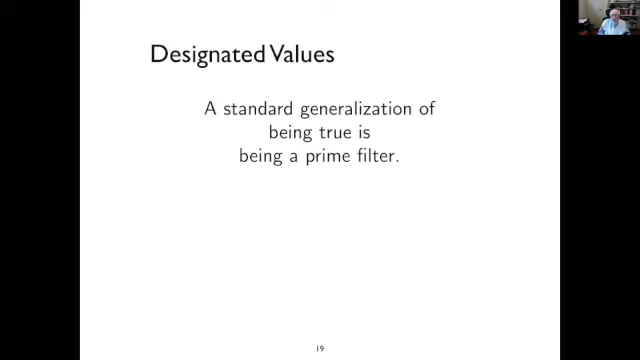 Designated Values
A standard generalization of
being true is
being a prime filter.
19